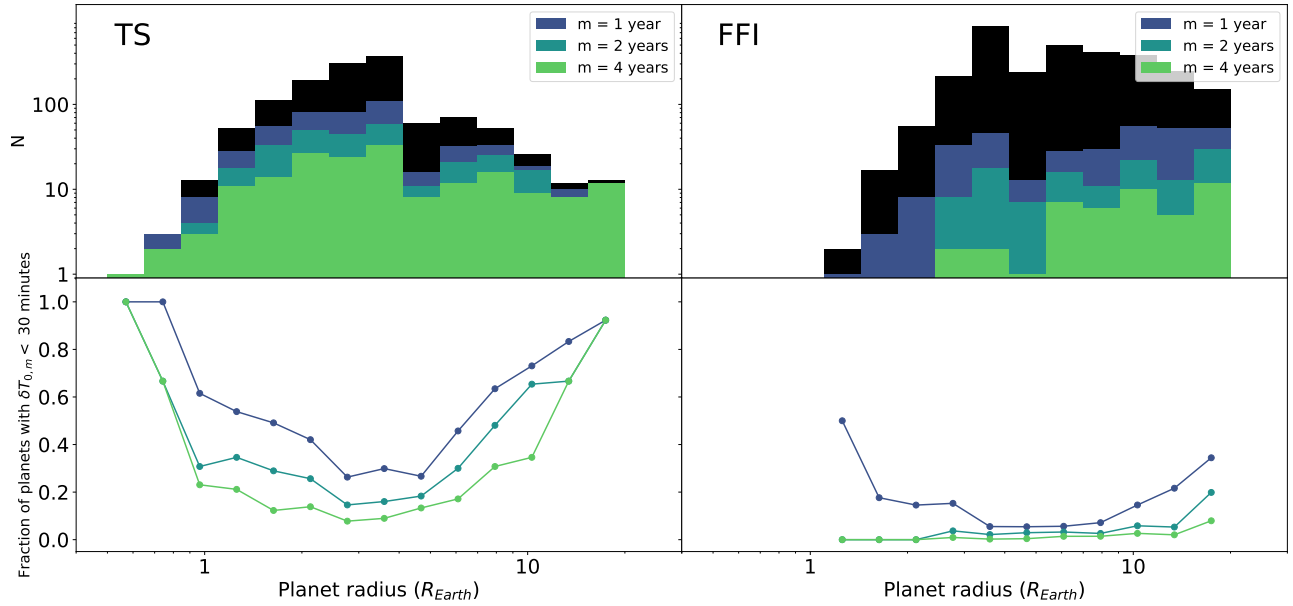 TS
m = 1 year
m = 2 years
m = 4 years
FFI
m = 1 year
m = 2 years
m = 4 years
N
100
10
1
Fraction of planets with δT₀,ₘ < 30 minutes
1.0
0.8
0.6
0.4
0.2
0.0
1
10
1
10
Planet radius (R_Earth)
Planet radius (R_Earth)